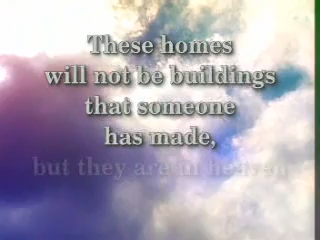 These homes
will not be buildings
that someone
has made,
but they are in heaven